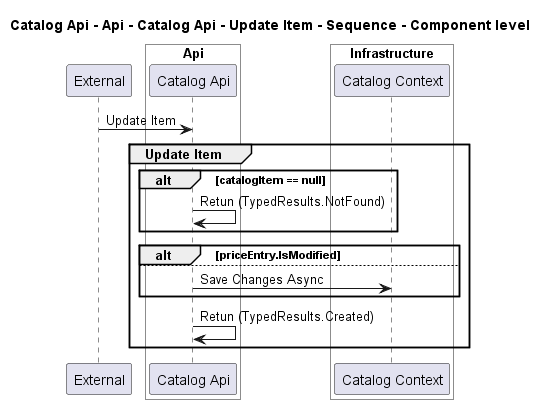 Catalog Api - Api - Catalog Api - Update Item - Sequence - Component level
Api
Infrastructure
External
Catalog Api
Catalog Context
Update Item
Update Item
alt
[catalogItem == null]
Retun (TypedResults.NotFound)
alt
[priceEntry.IsModified]
Save Changes Async
Retun (TypedResults.Created)
External
Catalog Api
Catalog Context